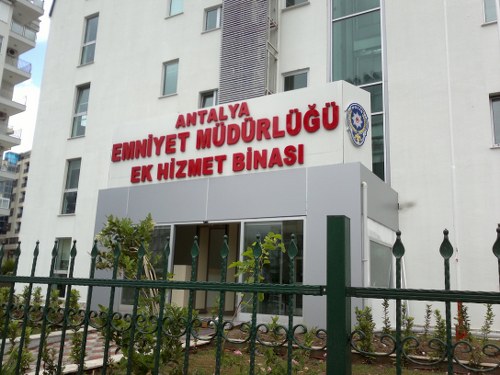 ANTALYA
EMNİYET MÜDÜRLÜĞÜ
EK HİZMET BİNASI